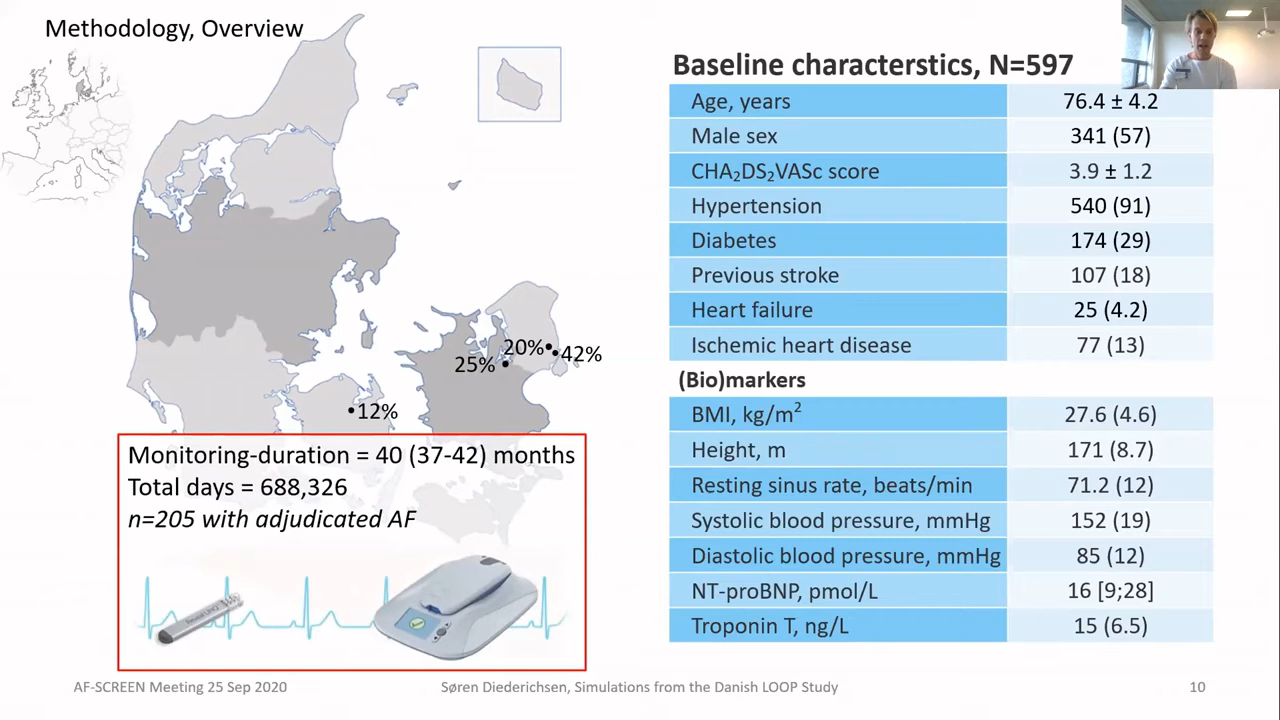 Methodology, Overview
20%
42%
25%
12%
Monitoring-duration = 40 (37-42) months
Total days = 688,326
n=205 with adjudicated AF
Baseline characterstics, N=597
Age, years 76.4 ± 4.2
Male sex 341 (57)
CHA₂DS₂VASc score 3.9 ± 1.2
Hypertension 540 (91)
Diabetes 174 (29)
Previous stroke 107 (18)
Heart failure 25 (4.2)
Ischemic heart disease 77 (13)
(Bio)markers
BMI, kg/m² 27.6 (4.6)
Height, m 171 (8.7)
Resting sinus rate, beats/min 71.2 (12)
Systolic blood pressure, mmHg 152 (19)
Diastolic blood pressure, mmHg 85 (12)
NT-proBNP, pmol/L 16 [9;28]
Troponin T, ng/L 15 (6.5)
AF-SCREEN Meeting 25 Sep 2020
Søren Diederichsen, Simulations from the Danish LOOP Study
10